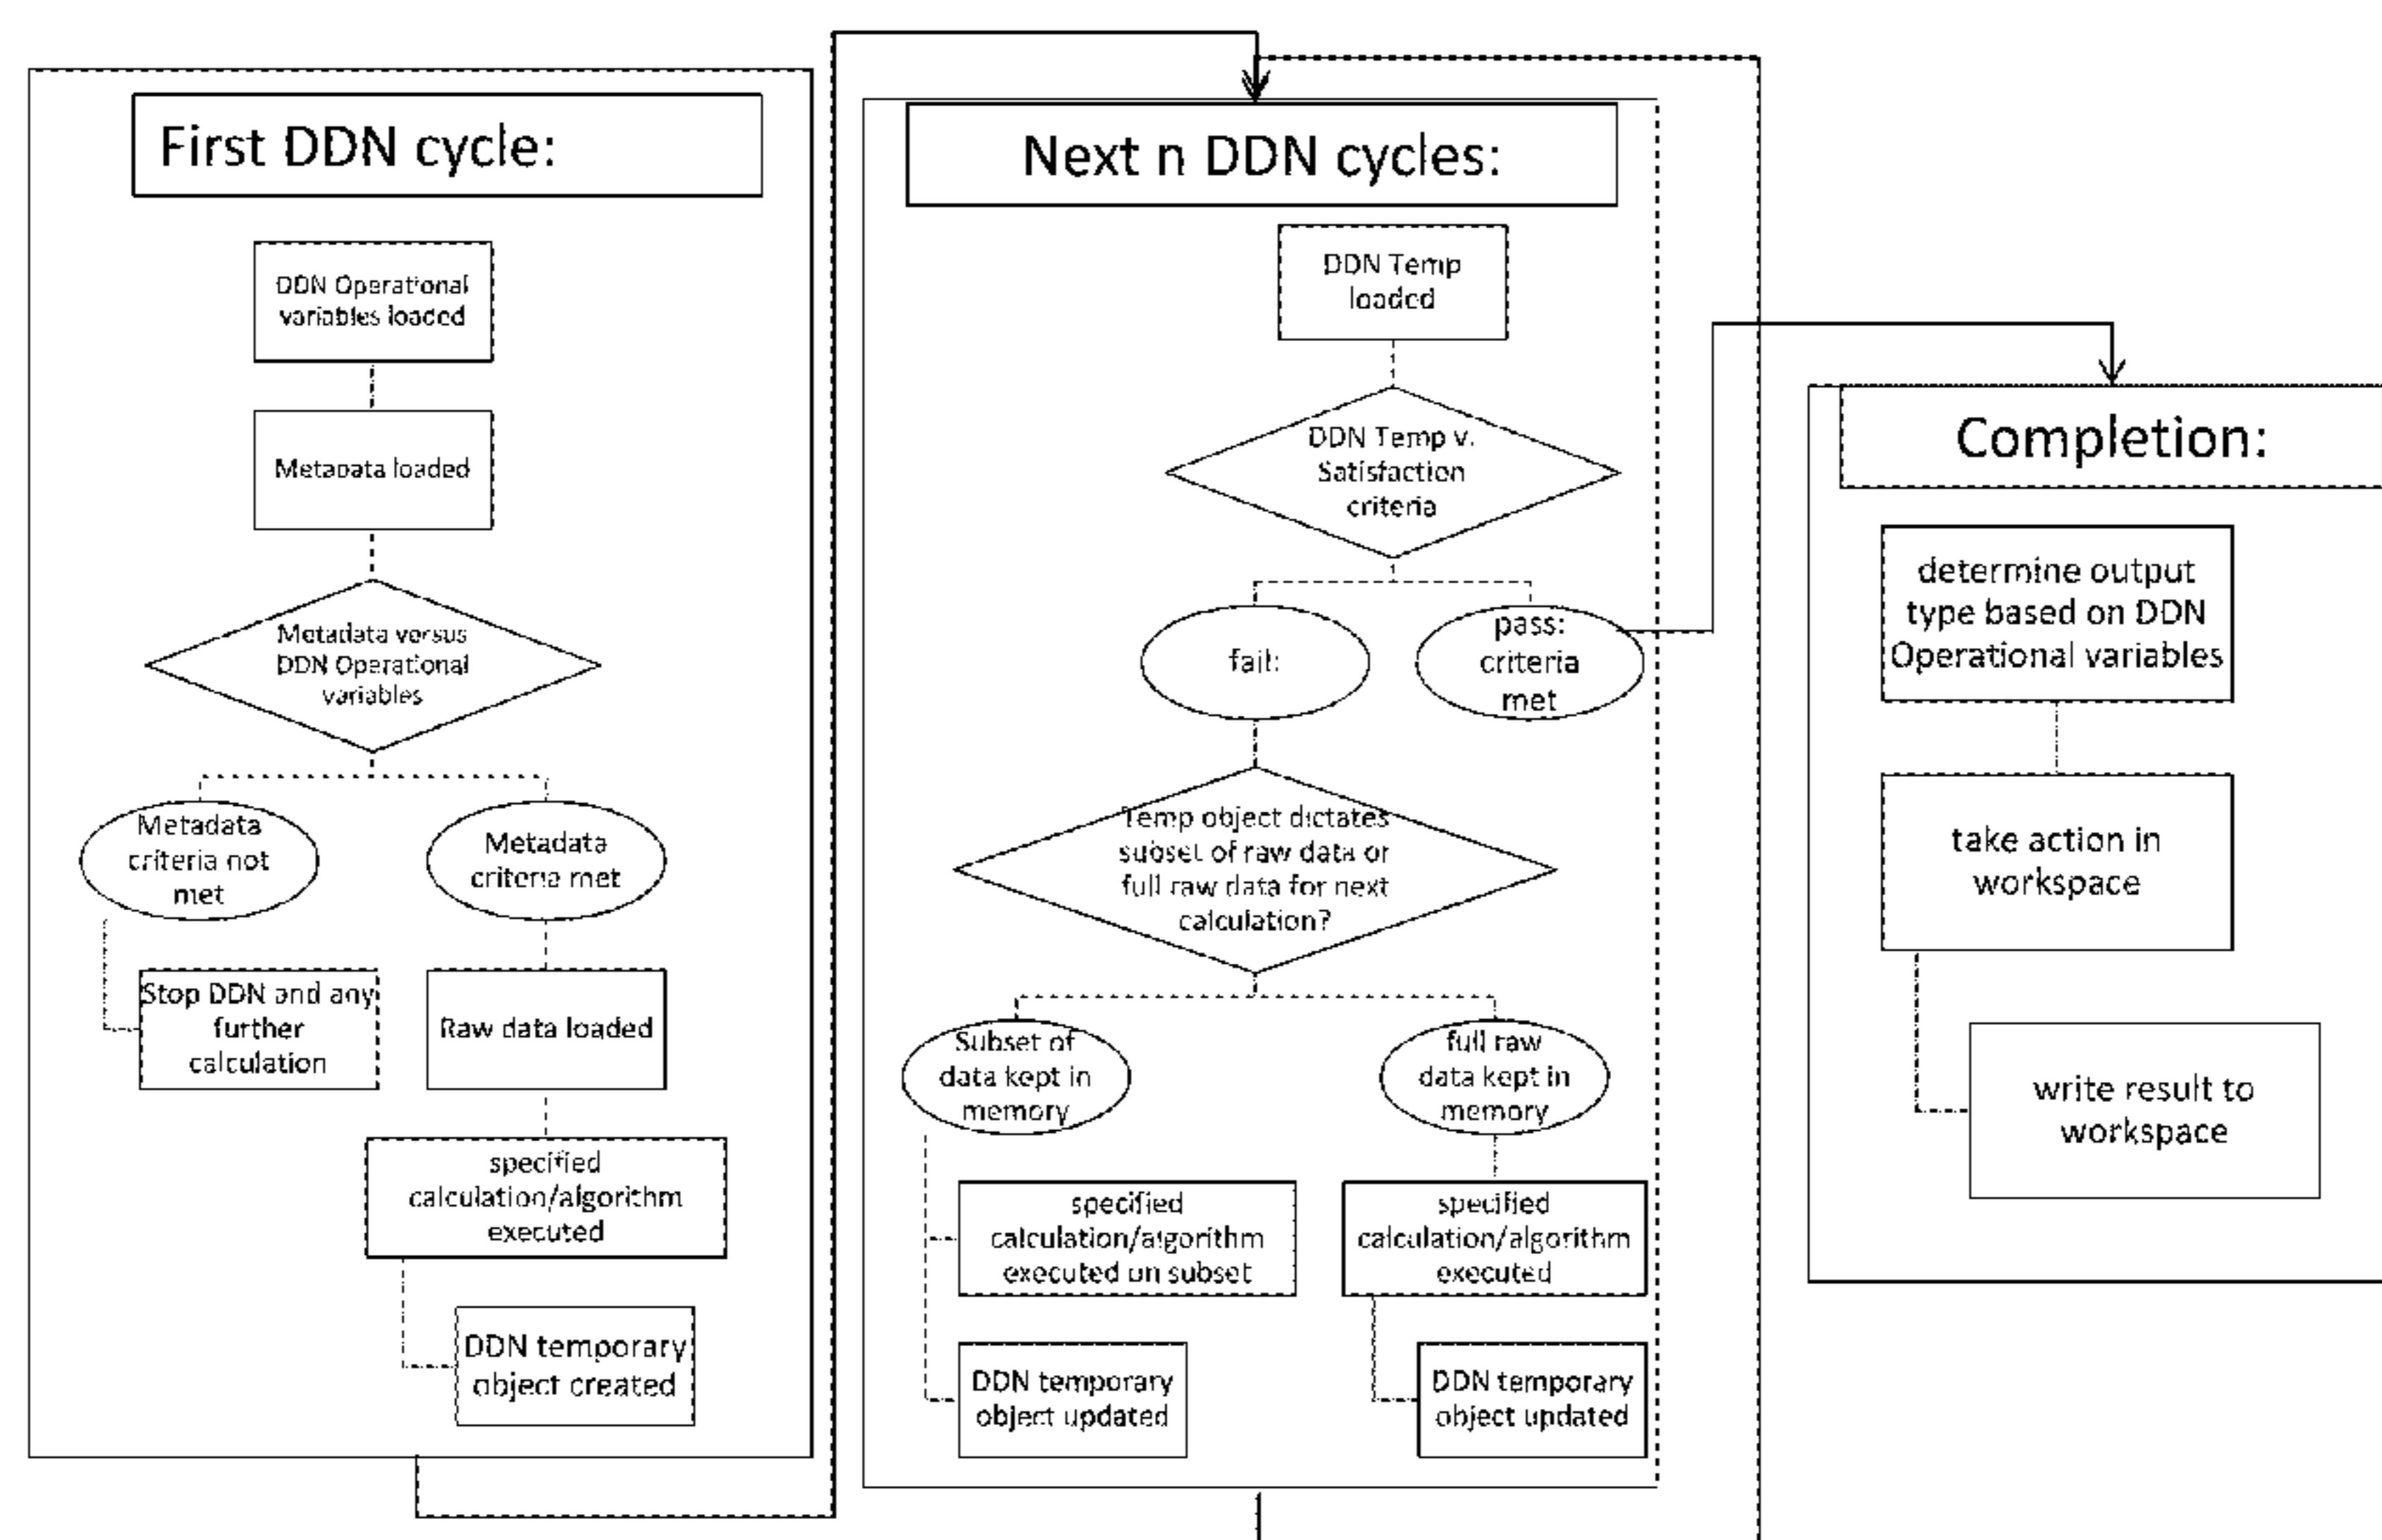 First DDN cycle:
DDN Operational
variables loaded
Metadata loaded
Metadata versus
DDN Operational
variables
Metadata
criteria not
met
Metadata
criteria met
Stop DDN and any
further
calculation
Raw data loaded
specified
calculation/algorithm
executed
DDN temporary
object created
Next n DDN cycles:
DDN Temp
loaded
DDN Temp v.
Satisfaction
criteria
fail:
pass:
criteria
met
Temp object dictates
subset of raw data or
full raw data for next
calculation?
Subset of
data kept in
memory
full raw
data kept in
memory
specified
calculation/algorithm
executed on subset
specified
calculation/algorithm
executed
DDN temporary
object updated
DDN temporary
object updated
Completion:
determine output
type based on DDN
Operational variables
take action in
workspace
write result to
workspace